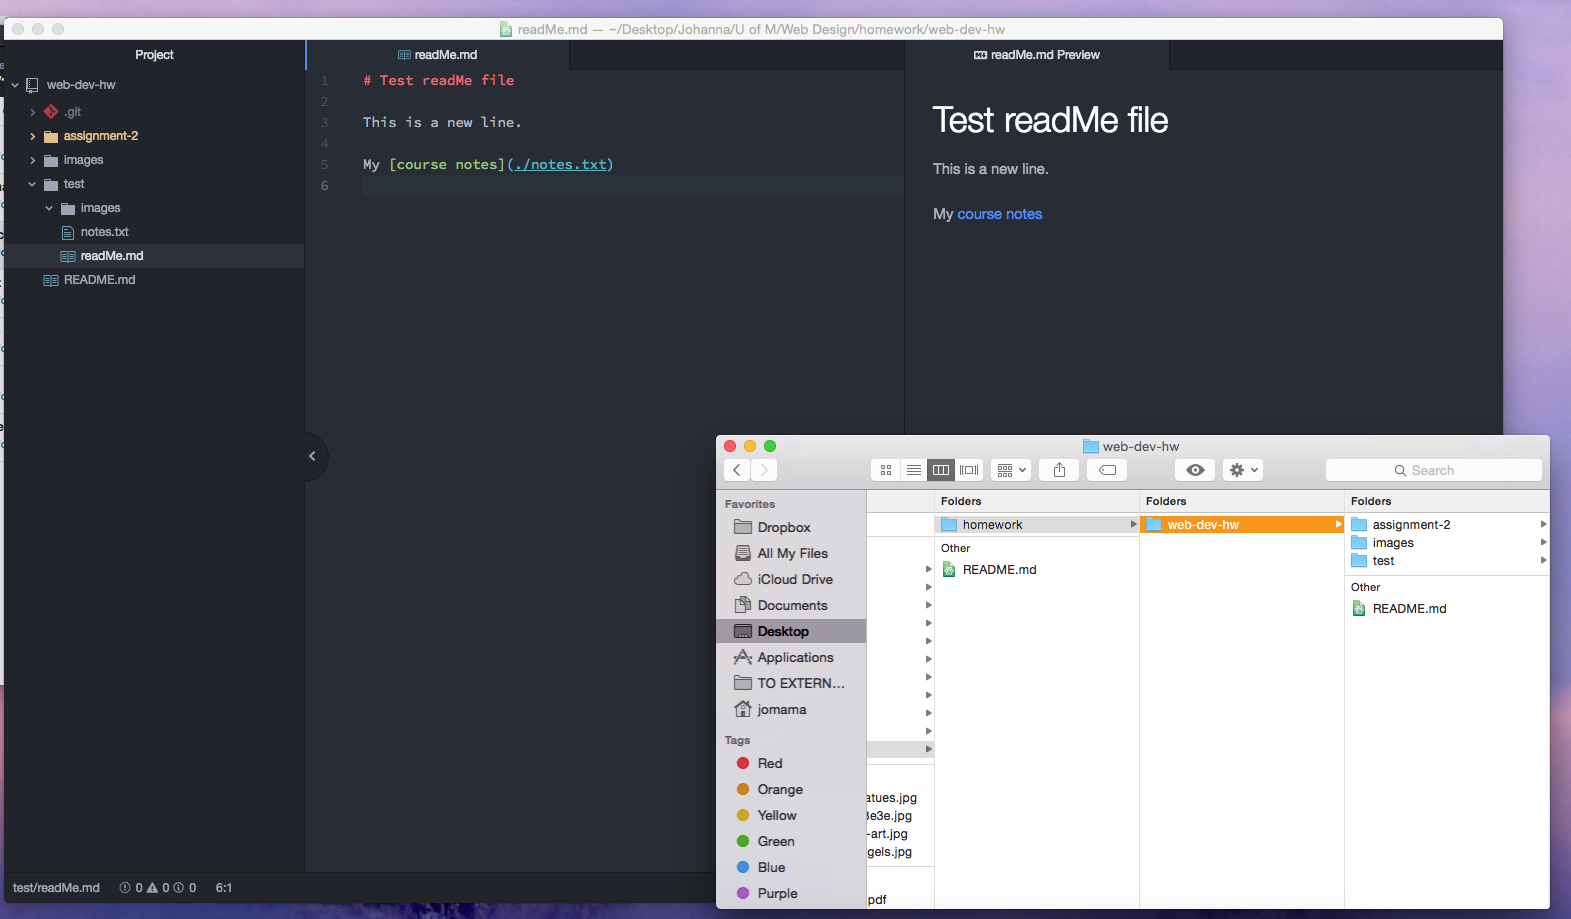 readMe.md — ~/Desktop/Johanna/U of M/Web Design/homework/web-dev-hw
Project
web-dev-hw
.git
assignment-2
images
test
images
notes.txt
readMe.md
README.md
readMe.md
1 # Test readMe file
2
3 This is a new line.
4
5 My [course notes](./notes.txt)
6
readMe.md Preview
Test readMe file
This is a new line.
My course notes
test/readMe.md 0 0 0 6:1
web-dev-hw
Search
Favorites
Dropbox
All My Files
iCloud Drive
Documents
Desktop
Applications
TO EXTERN...
jomama
Tags
Red
Orange
Yellow
Green
Blue
Purple
atues.jpg
3e3e.jpg
-art.jpg
gels.jpg
pdf
Folders
homework
Other
README.md
Folders
web-dev-hw
Folders
assignment-2
images
test
Other
README.md